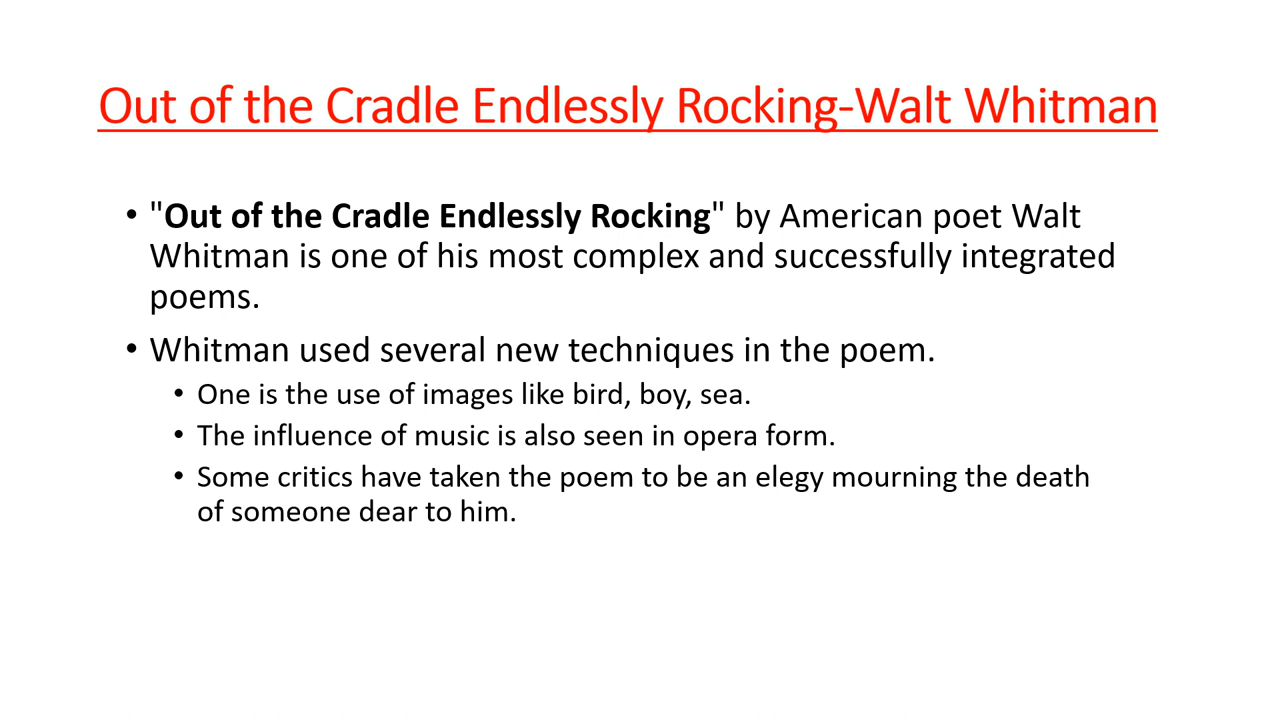 Out of the Cradle Endlessly Rocking-Walt Whitman
• "Out of the Cradle Endlessly Rocking" by American poet Walt
Whitman is one of his most complex and successfully integrated
poems.
• Whitman used several new techniques in the poem.
• One is the use of images like bird, boy, sea.
• The influence of music is also seen in opera form.
• Some critics have taken the poem to be an elegy mourning the death
of someone dear to him.